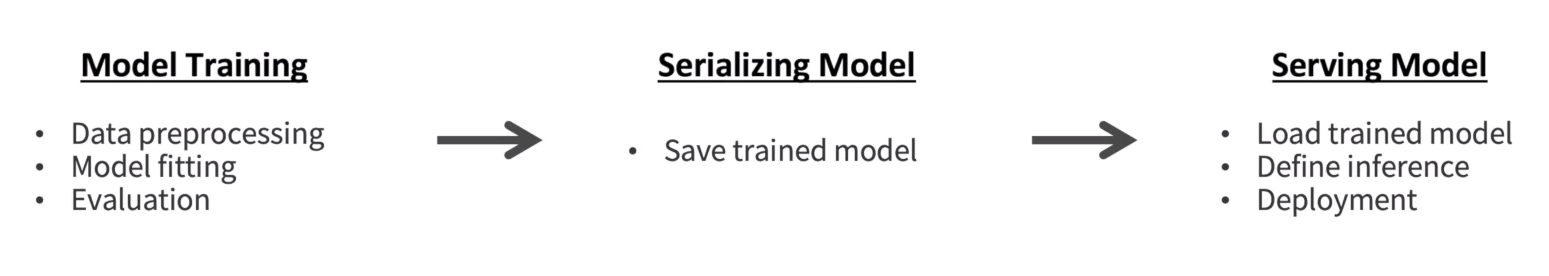 Model Training
• Data preprocessing
• Model fitting
• Evaluation
Serializing Model
• Save trained model
Serving Model
• Load trained model
• Define inference
• Deployment